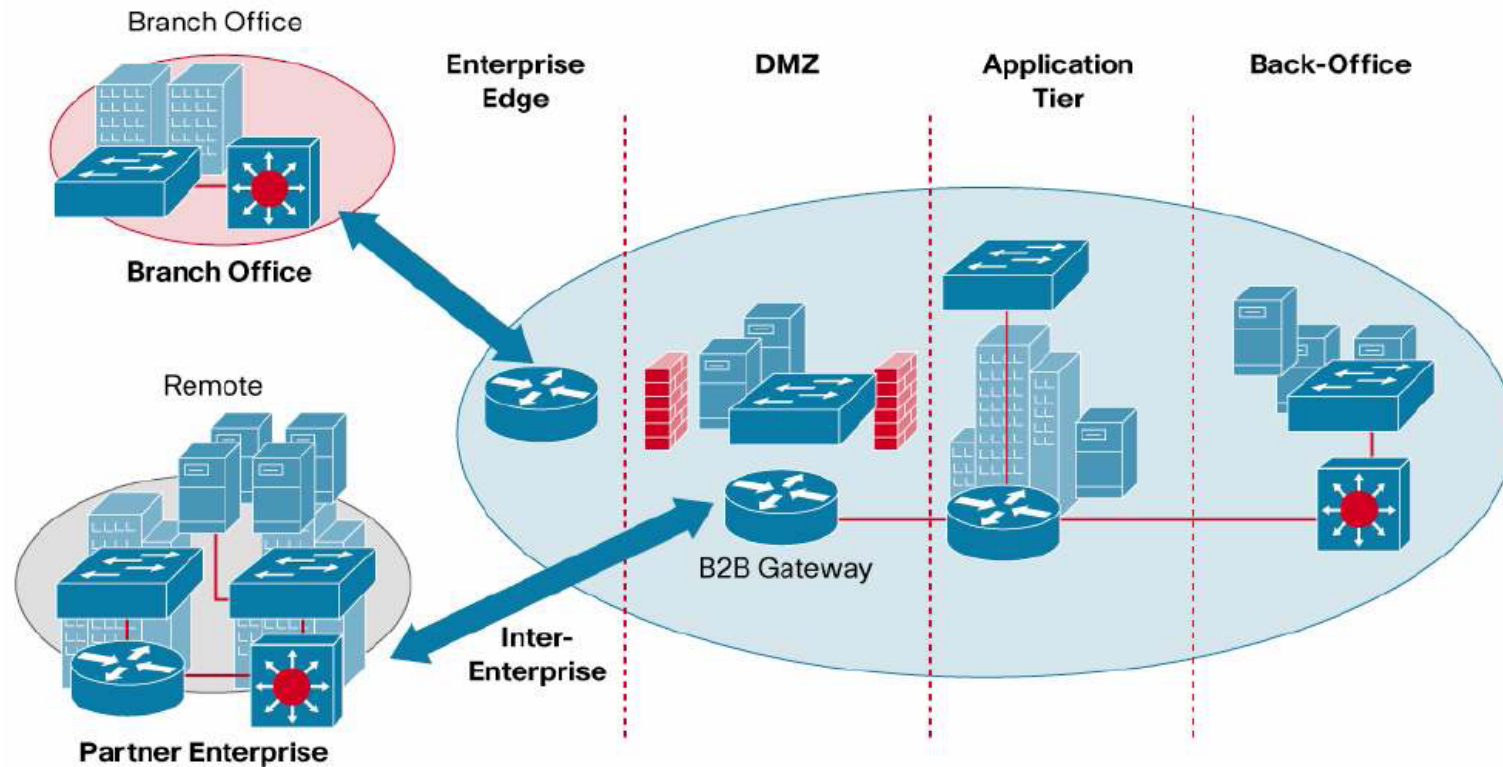 Branch Office
Enterprise
Edge
DMZ
Application
Tier
Back-Office
Branch Office
Remote
B2B Gateway
Inter-
Enterprise
Partner Enterprise